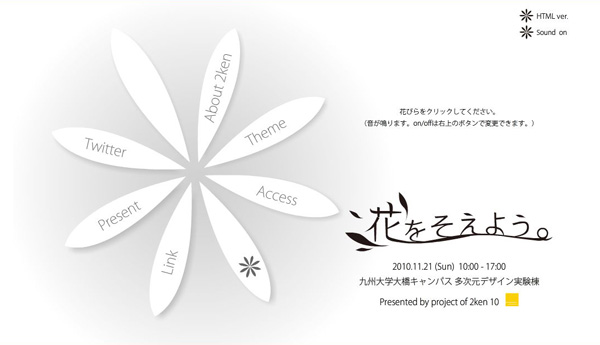 HTML ver.
Sound on
About 2ken
Theme
Access
Link
Present
Twitter
花びらをクリックしてください。
（音が鳴ります。on/offは右上のボタンで変更できます。）
花をそえよう。
2010.11.21 (Sun) 10:00 - 17:00
九州大学大橋キャンパス 多次元デザイン実験棟
Presented by project of 2ken 10